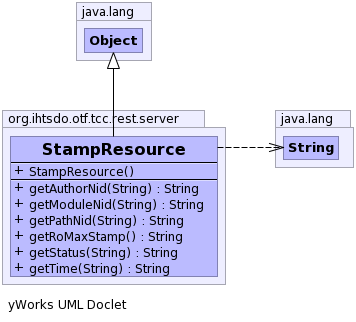 java.lang
Object
org.ihtsdo.otf.tcc.rest.server
java.lang
StampResource
String
+ StampResource()
+ getAuthorNid(String) : String
+ getModuleNid(String) : String
+ getPathNid(String) : String
+ getRoMaxStamp() : String
+ getStatus(String) : String
+ getTime(String) : String
yWorks UML Doclet